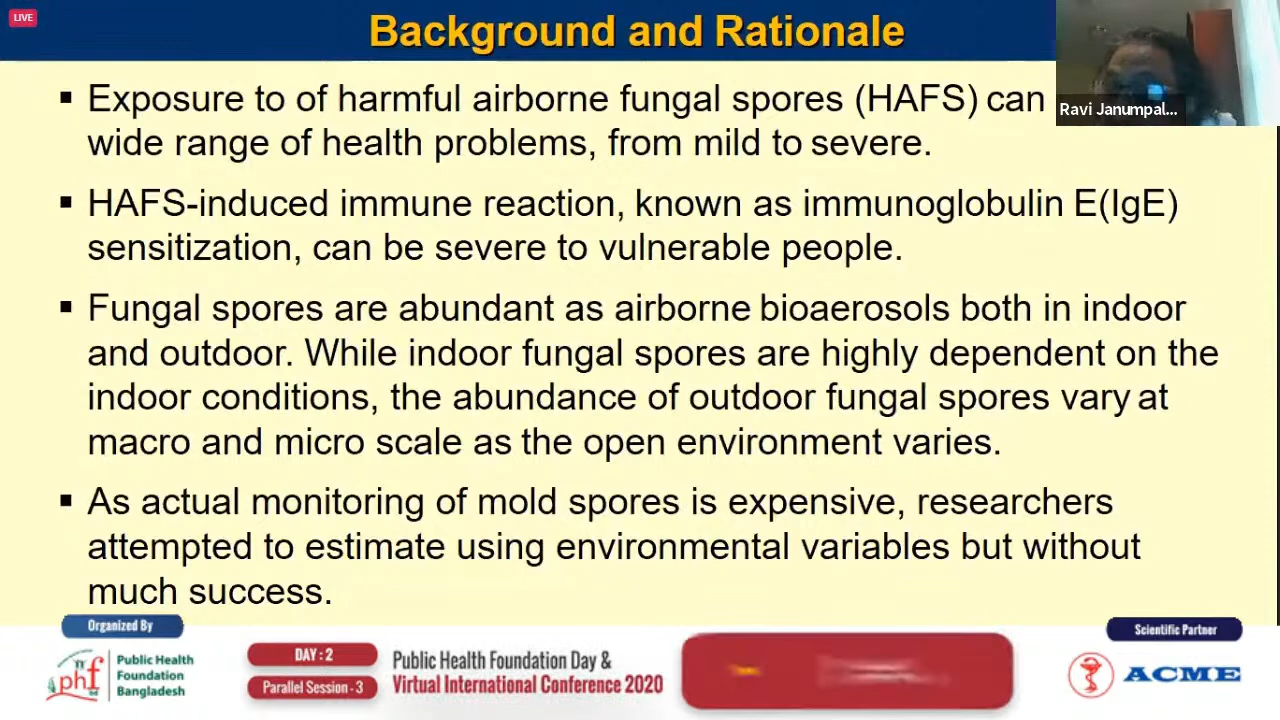 LIVE
Background and Rationale
Ravi Janumpal...
▪ Exposure to of harmful airborne fungal spores (HAFS) can
wide range of health problems, from mild to severe.
▪ HAFS-induced immune reaction, known as immunoglobulin E(IgE)
sensitization, can be severe to vulnerable people.
▪ Fungal spores are abundant as airborne bioaerosols both in indoor
and outdoor. While indoor fungal spores are highly dependent on the
indoor conditions, the abundance of outdoor fungal spores vary at
macro and micro scale as the open environment varies.
▪ As actual monitoring of mold spores is expensive, researchers
attempted to estimate using environmental variables but without
much success.
Organized By
phf
Public Health
Foundation
Bangladesh
DAY : 2
Parallel Session - 3
Public Health Foundation Day &
Virtual International Conference 2020
Scientific Partner
ACME